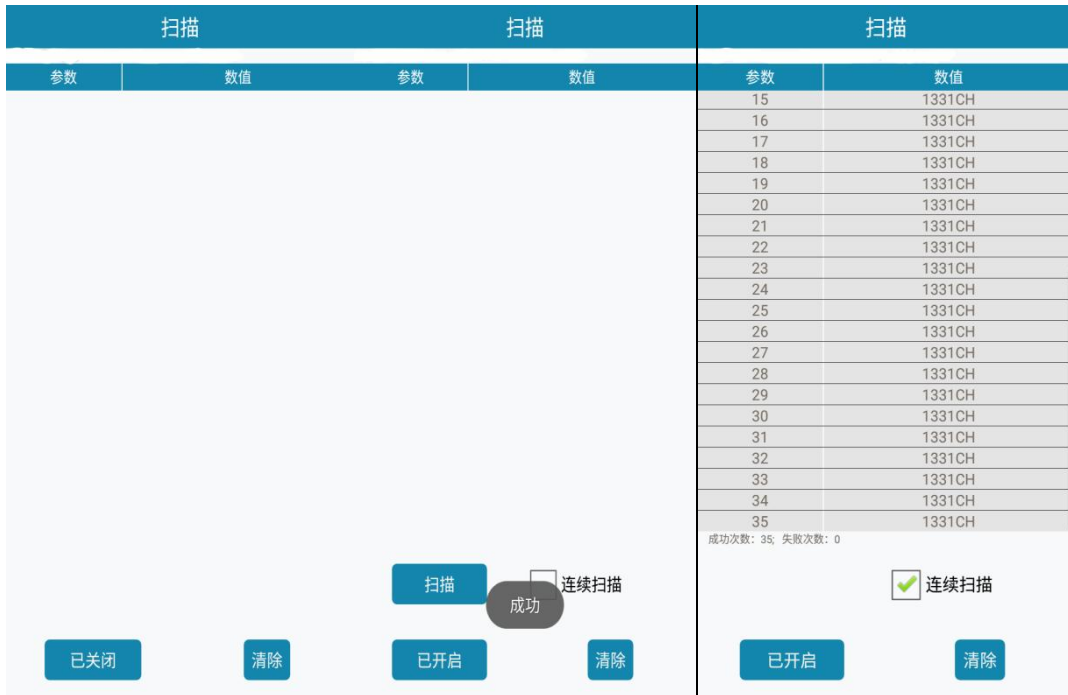 扫描
参数 数值
已关闭 清除
扫描
参数 数值
扫描 连续扫描
成功
已开启 清除
扫描
参数 数值
15 1331CH
16 1331CH
17 1331CH
18 1331CH
19 1331CH
20 1331CH
21 1331CH
22 1331CH
23 1331CH
24 1331CH
25 1331CH
26 1331CH
27 1331CH
28 1331CH
29 1331CH
30 1331CH
31 1331CH
32 1331CH
33 1331CH
34 1331CH
35 1331CH
成功次数：35; 失败次数：0
连续扫描
已开启 清除